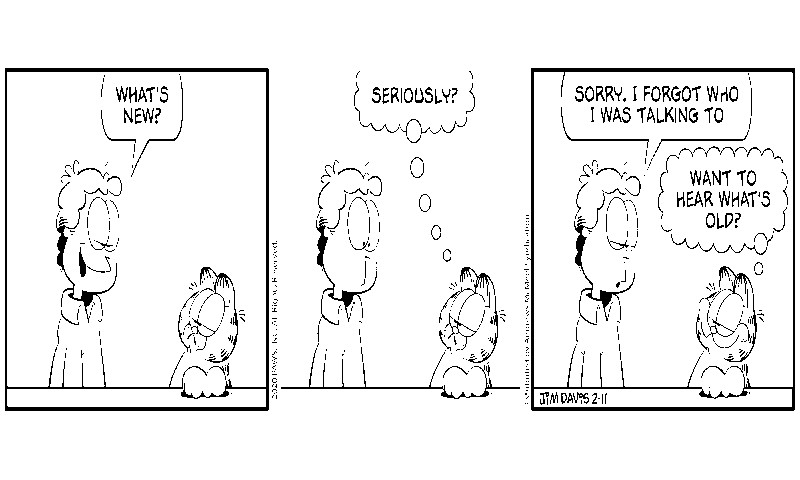 WHAT'S
NEW?
SERIOUSLY?
SORRY. I FORGOT WHO
I WAS TALKING TO
WANT TO
HEAR WHAT'S
OLD?
JIM DAVIS 2-11